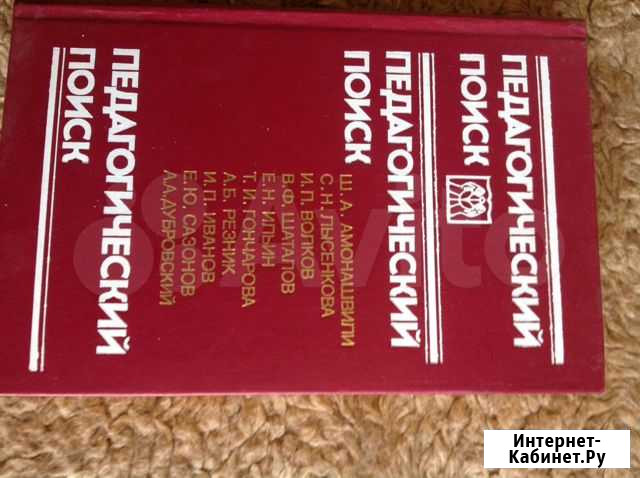 ПЕДАГОГИЧЕСКИЙ
ПОИСК
ПЕДАГОГИЧЕСКИЙ
ПОИСК
Ш. А. АМОНАШВИЛИ
С. Н. ЛЫСЕНКОВА
И. П. ВОЛКОВ
В. Ф. ШАТАЛОВ
Е. Н. ИЛЬИН
Т. И. ГОНЧАРОВА
А. Б. РЕЗНИК
И. П. ИВАНОВ
Е. Ю. САЗОНОВ
А. А. ДУБРОВСКИЙ
ПЕДАГОГИЧЕСКИЙ
ПОИСК
Avito
Интернет-
Кабинет.Ру